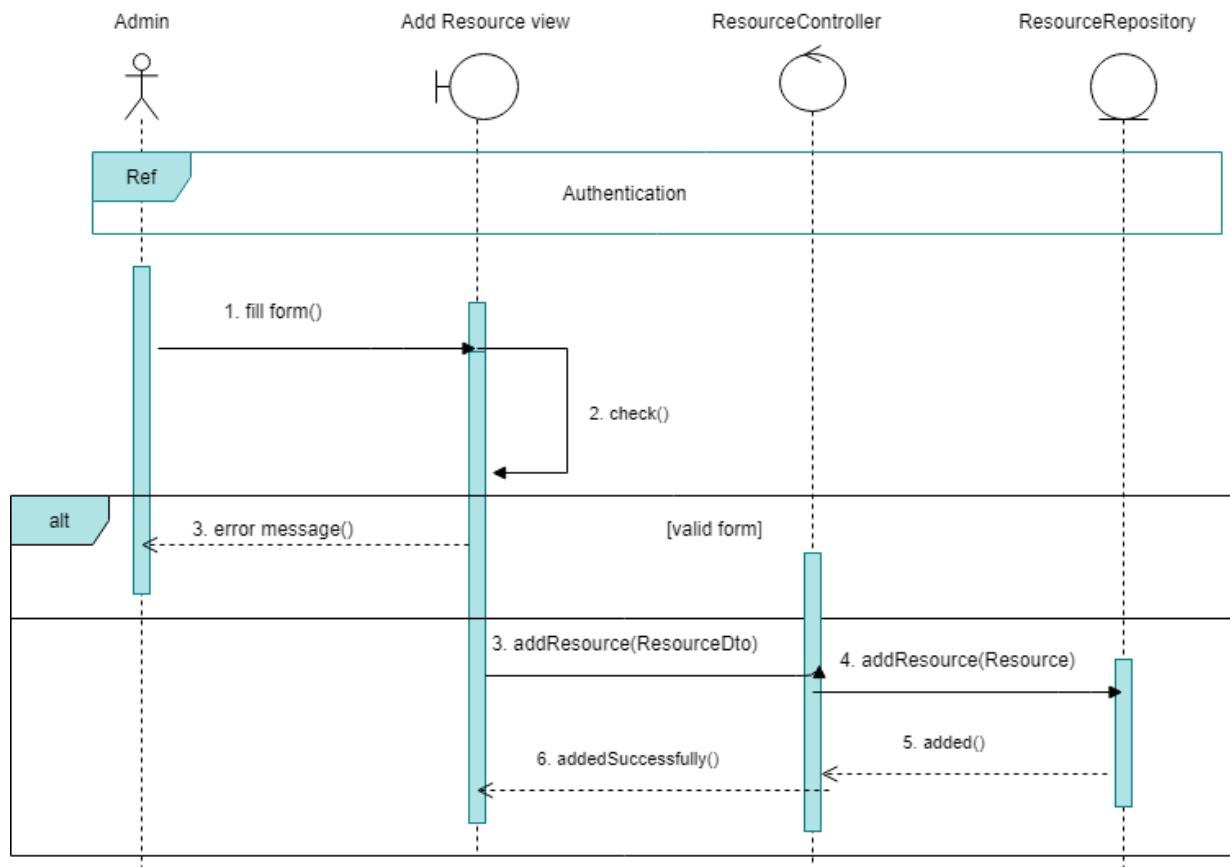 Admin
Add Resource view
ResourceController
ResourceRepository
Ref
Authentication
1. fill form()
2. check()
alt
3. error message()
[valid form]
3. addResource(ResourceDto)
4. addResource(Resource)
5. added()
6. addedSuccessfully()